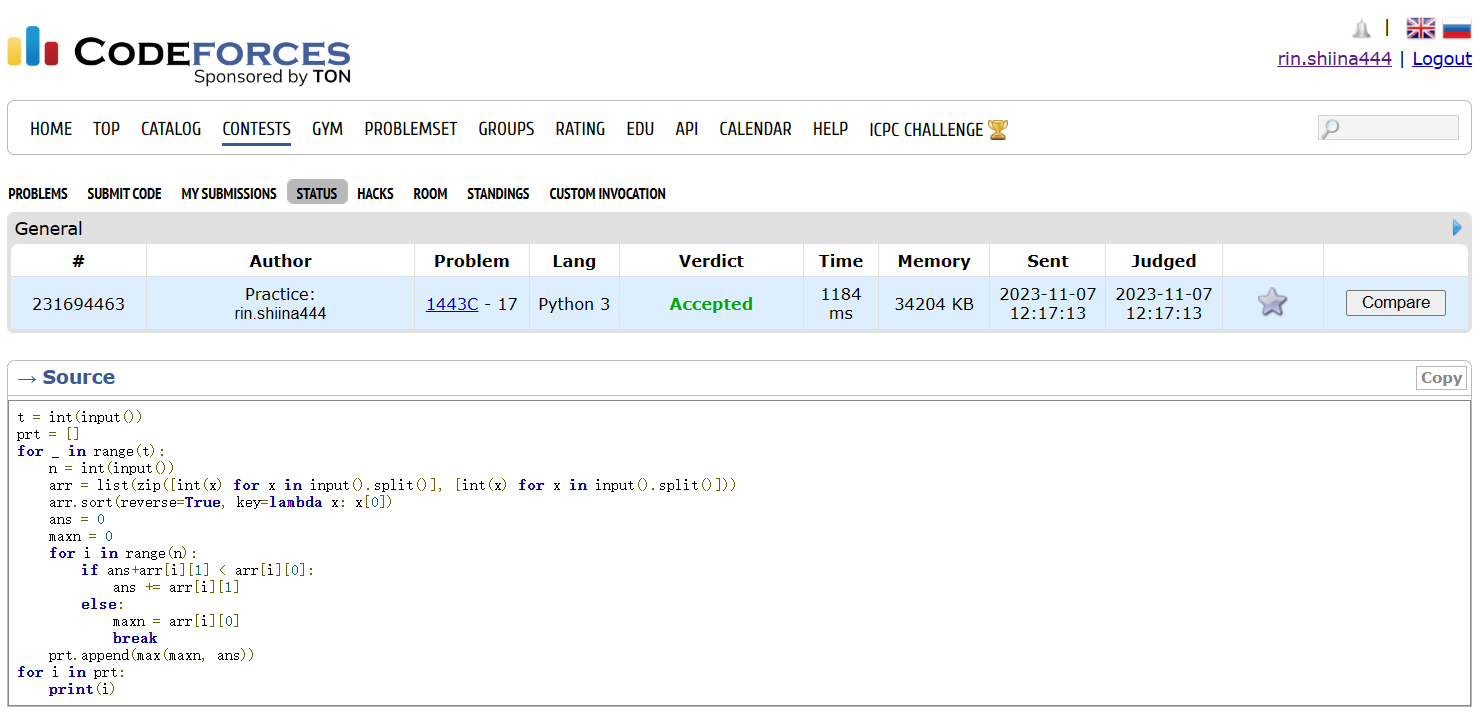 CODEFORCES
Sponsored by TON
|
rin.shiina444 | Logout
HOME TOP CATALOG CONTESTS GYM PROBLEMSET GROUPS RATING EDU API CALENDAR HELP ICPC CHALLENGE 🏆
PROBLEMS SUBMIT CODE MY SUBMISSIONS STATUS HACKS ROOM STANDINGS CUSTOM INVOCATION
General
# Author Problem Lang Verdict Time Memory Sent Judged
231694463 Practice: rin.shiina444 1443C - 17 Python 3 Accepted 1184 ms 34204 KB 2023-11-07 12:17:13 2023-11-07 12:17:13 Compare
→ Source Copy
t = int(input())
prt = []
for _ in range(t):
    n = int(input())
    arr = list(zip([int(x) for x in input().split()], [int(x) for x in input().split()]))
    arr.sort(reverse=True, key=lambda x: x[0])
    ans = 0
    maxn = 0
    for i in range(n):
        if ans+arr[i][1] < arr[i][0]:
            ans += arr[i][1]
        else:
            maxn = arr[i][0]
            break
    prt.append(max(maxn, ans))
for i in prt:
    print(i)